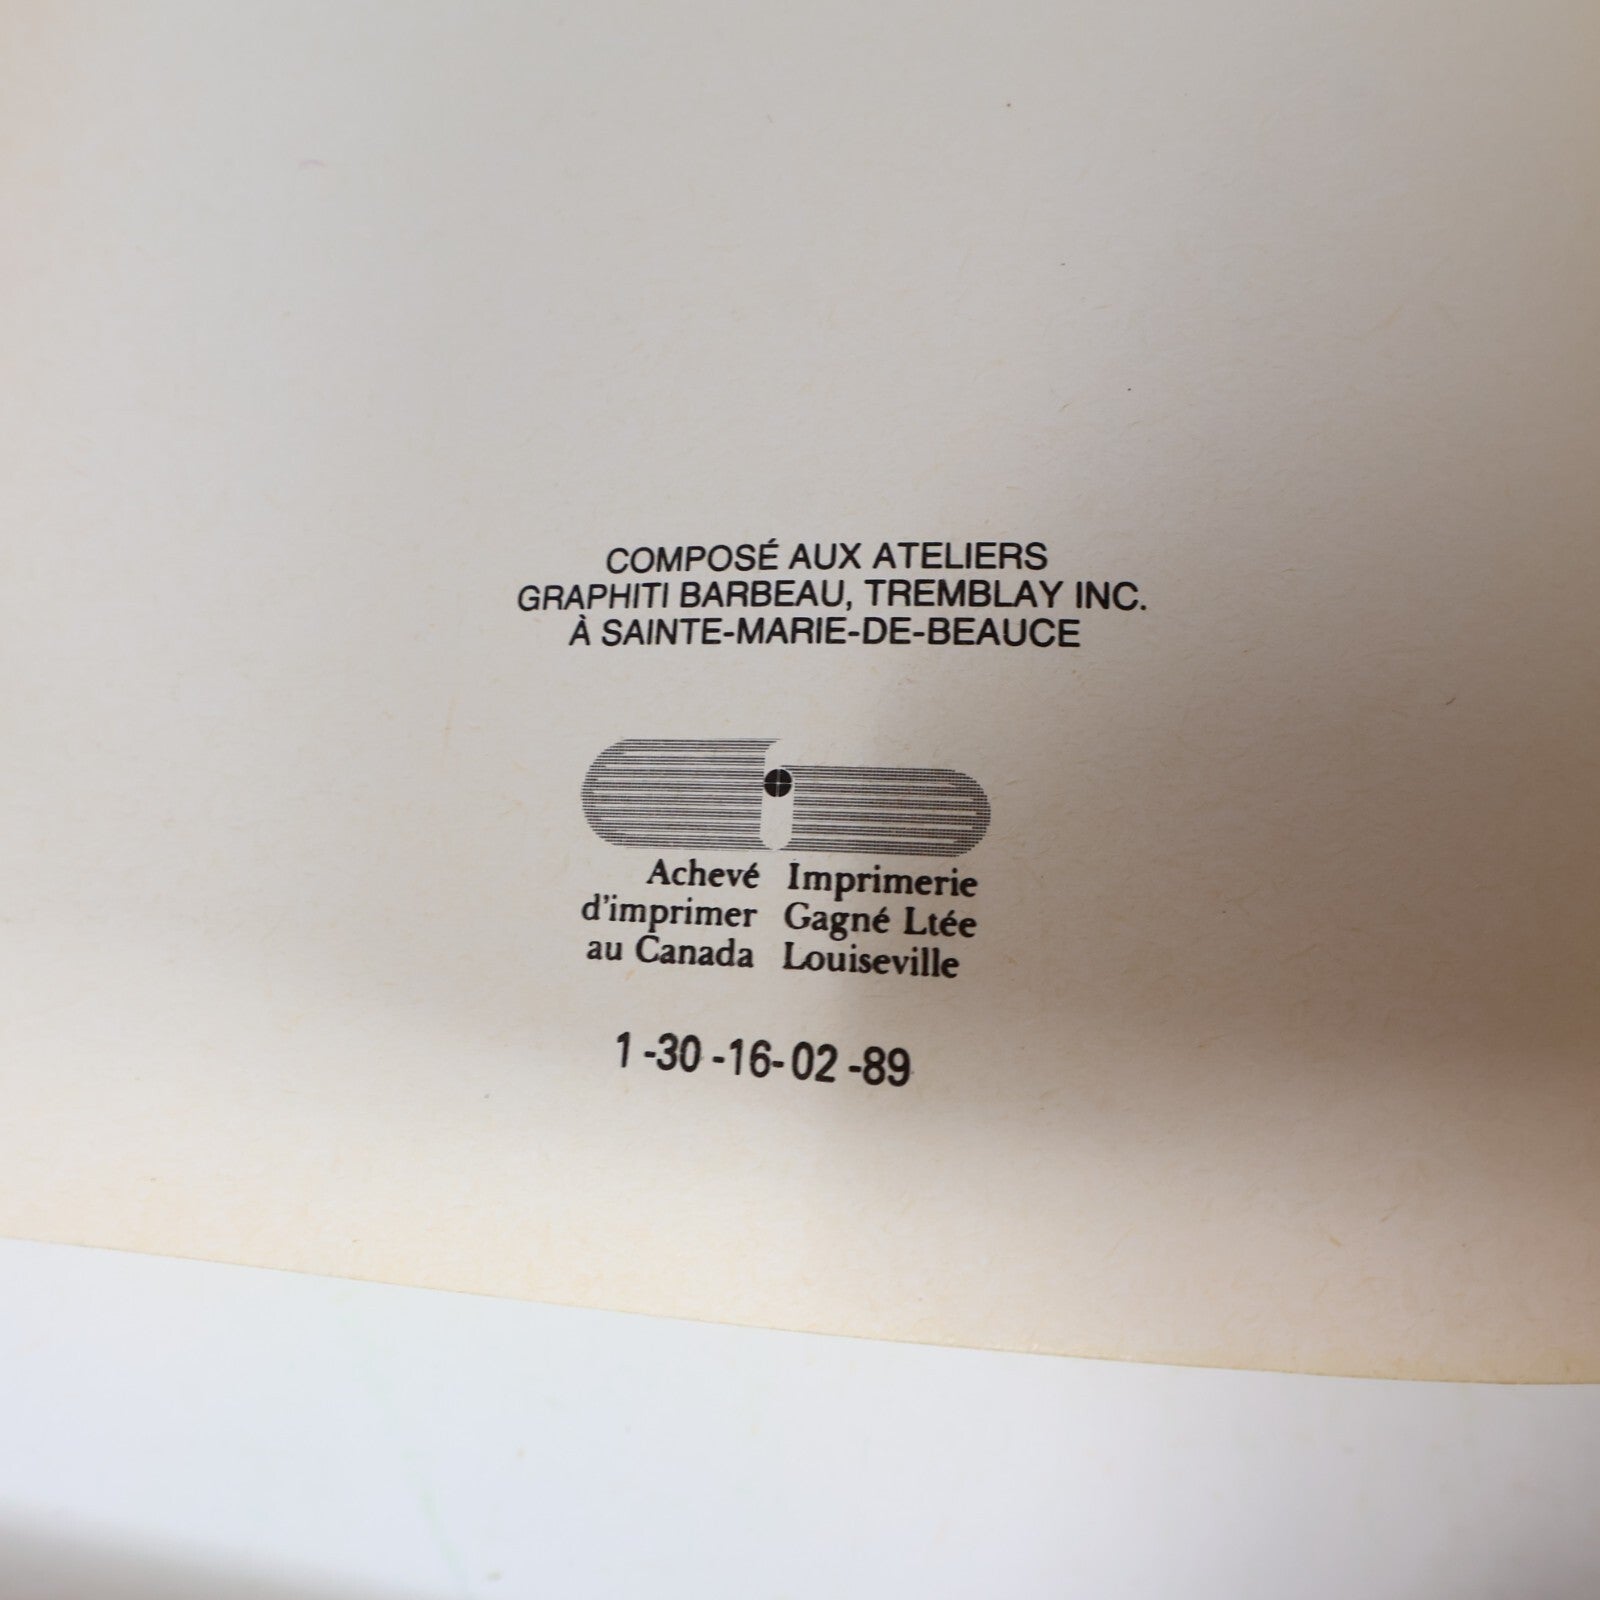 COMPOSÉ AUX ATELIERS
GRAPHITI BARBEAU, TREMBLAY INC.
À SAINTE-MARIE-DE-BEAUCE
Achevé Imprimerie
d'imprimer Gagné Ltée
au Canada Louiseville
1-30-16-02-89